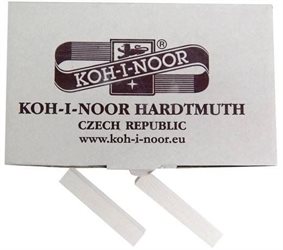 ®
KOH-I-NOOR
KOH-I-NOOR HARDTMUTH
CZECH REPUBLIC
www.koh-i-noor.eu